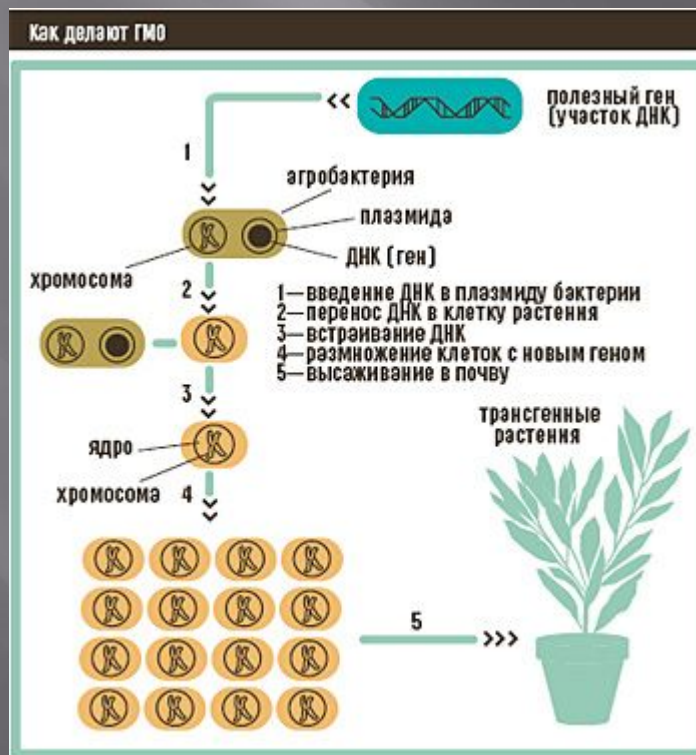 Как делают ГМО
полезный ген
(участок ДНК)
1
агробактерия
плазмида
ДНК (ген)
хромосома
2
1—введение ДНК в плазмиду бактерии
2—перенос ДНК в клетку растения
3—встраивание ДНК
4—размножение клеток с новым геном
5—высаживание в почву
3
трансгенные
растения
ядро
хромосома
4
5